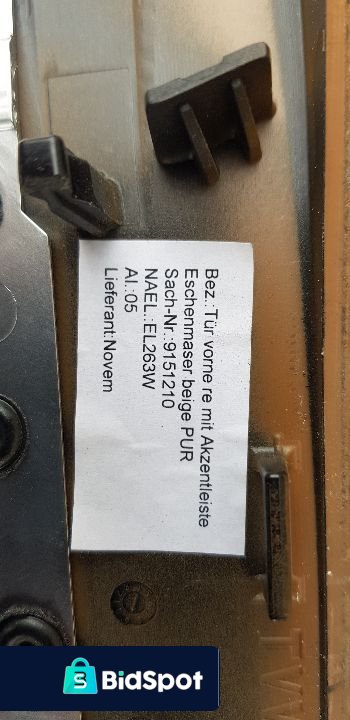 Bez.:Tür vorne re mit Akzentleiste
Eschenmaser beige PUR
Sach-Nr.:9151210
NAEL.:EL263W
AI.:05
Lieferant:Novem
BidSpot